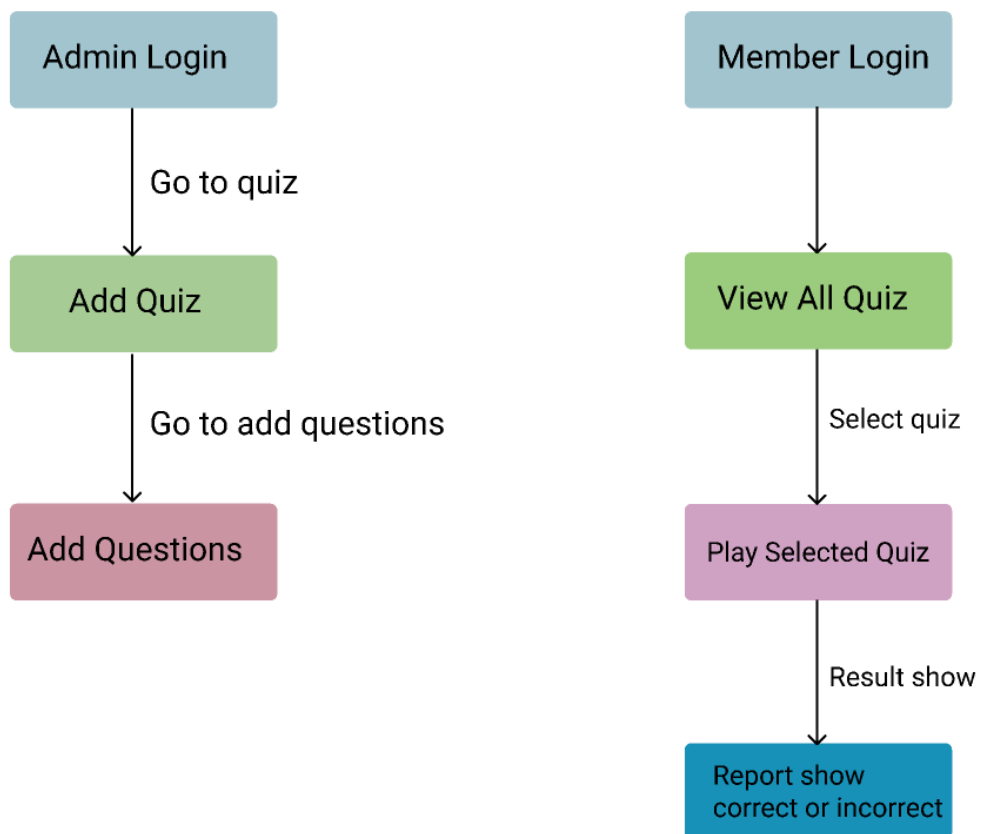 Admin Login
Go to quiz
Add Quiz
Go to add questions
Add Questions
Member Login
View All Quiz
Select quiz
Play Selected Quiz
Result show
Report show
correct or incorrect